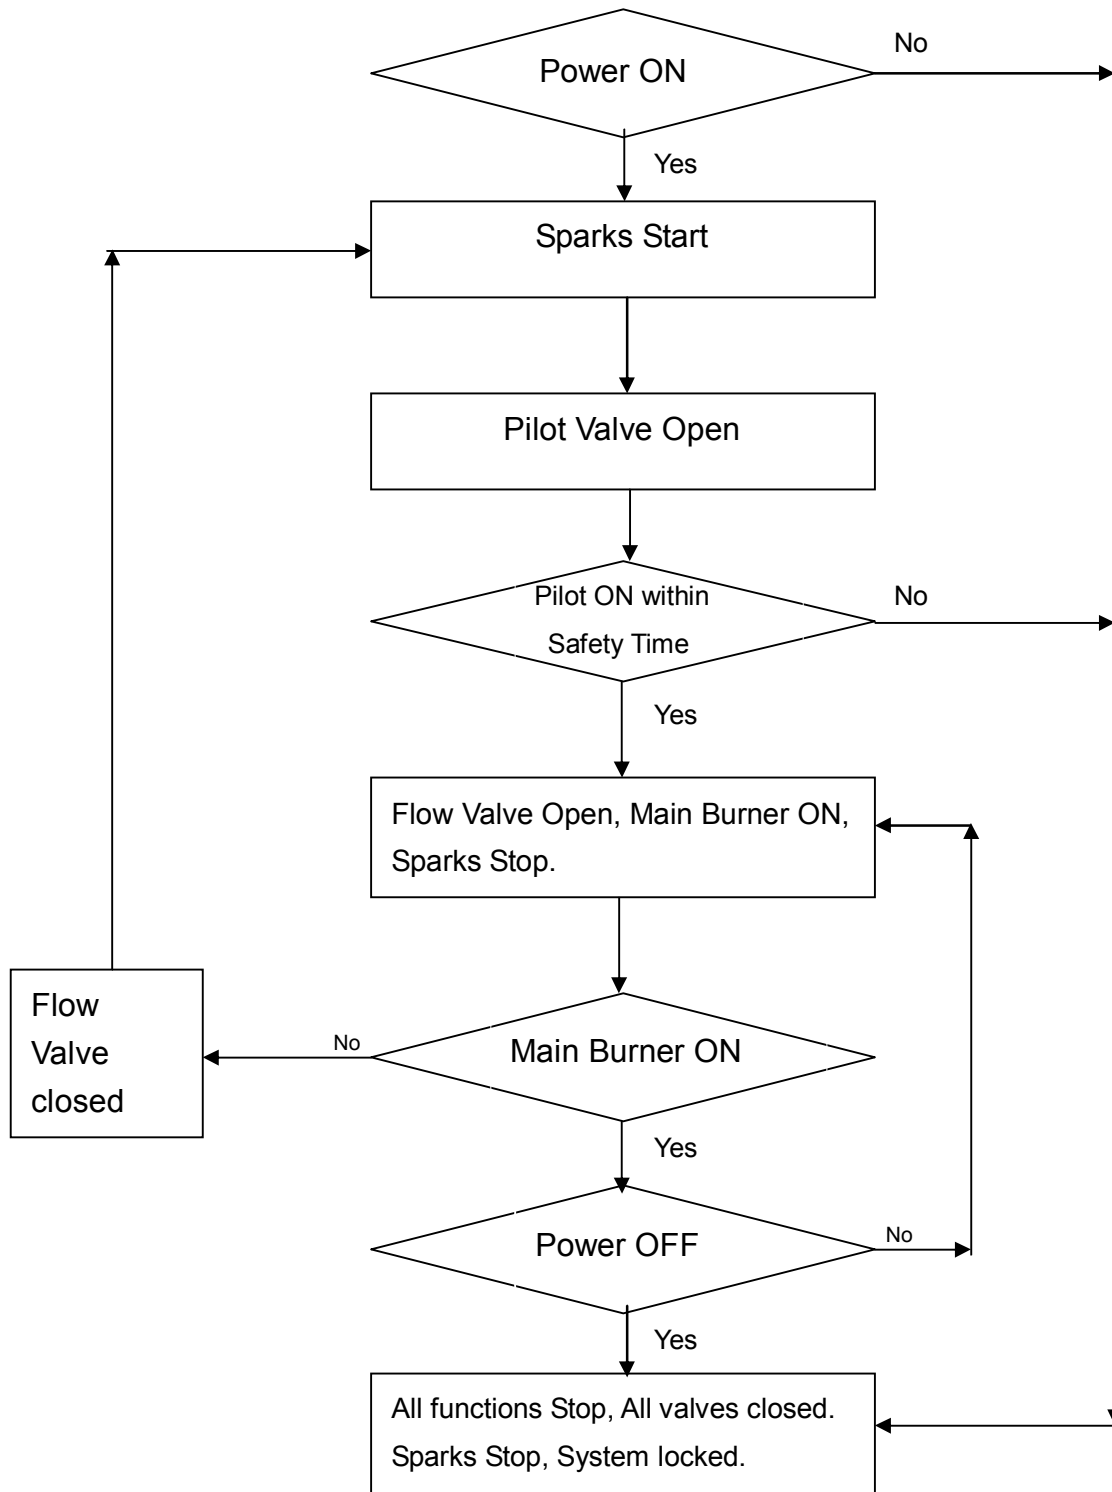 Power ON
No
Yes
Sparks Start
Pilot Valve Open
Pilot ON within
Safety Time
No
Yes
Flow Valve Open, Main Burner ON,
Sparks Stop.
Flow
Valve
closed
No
Main Burner ON
Yes
Power OFF
No
Yes
All functions Stop, All valves closed.
Sparks Stop, System locked.